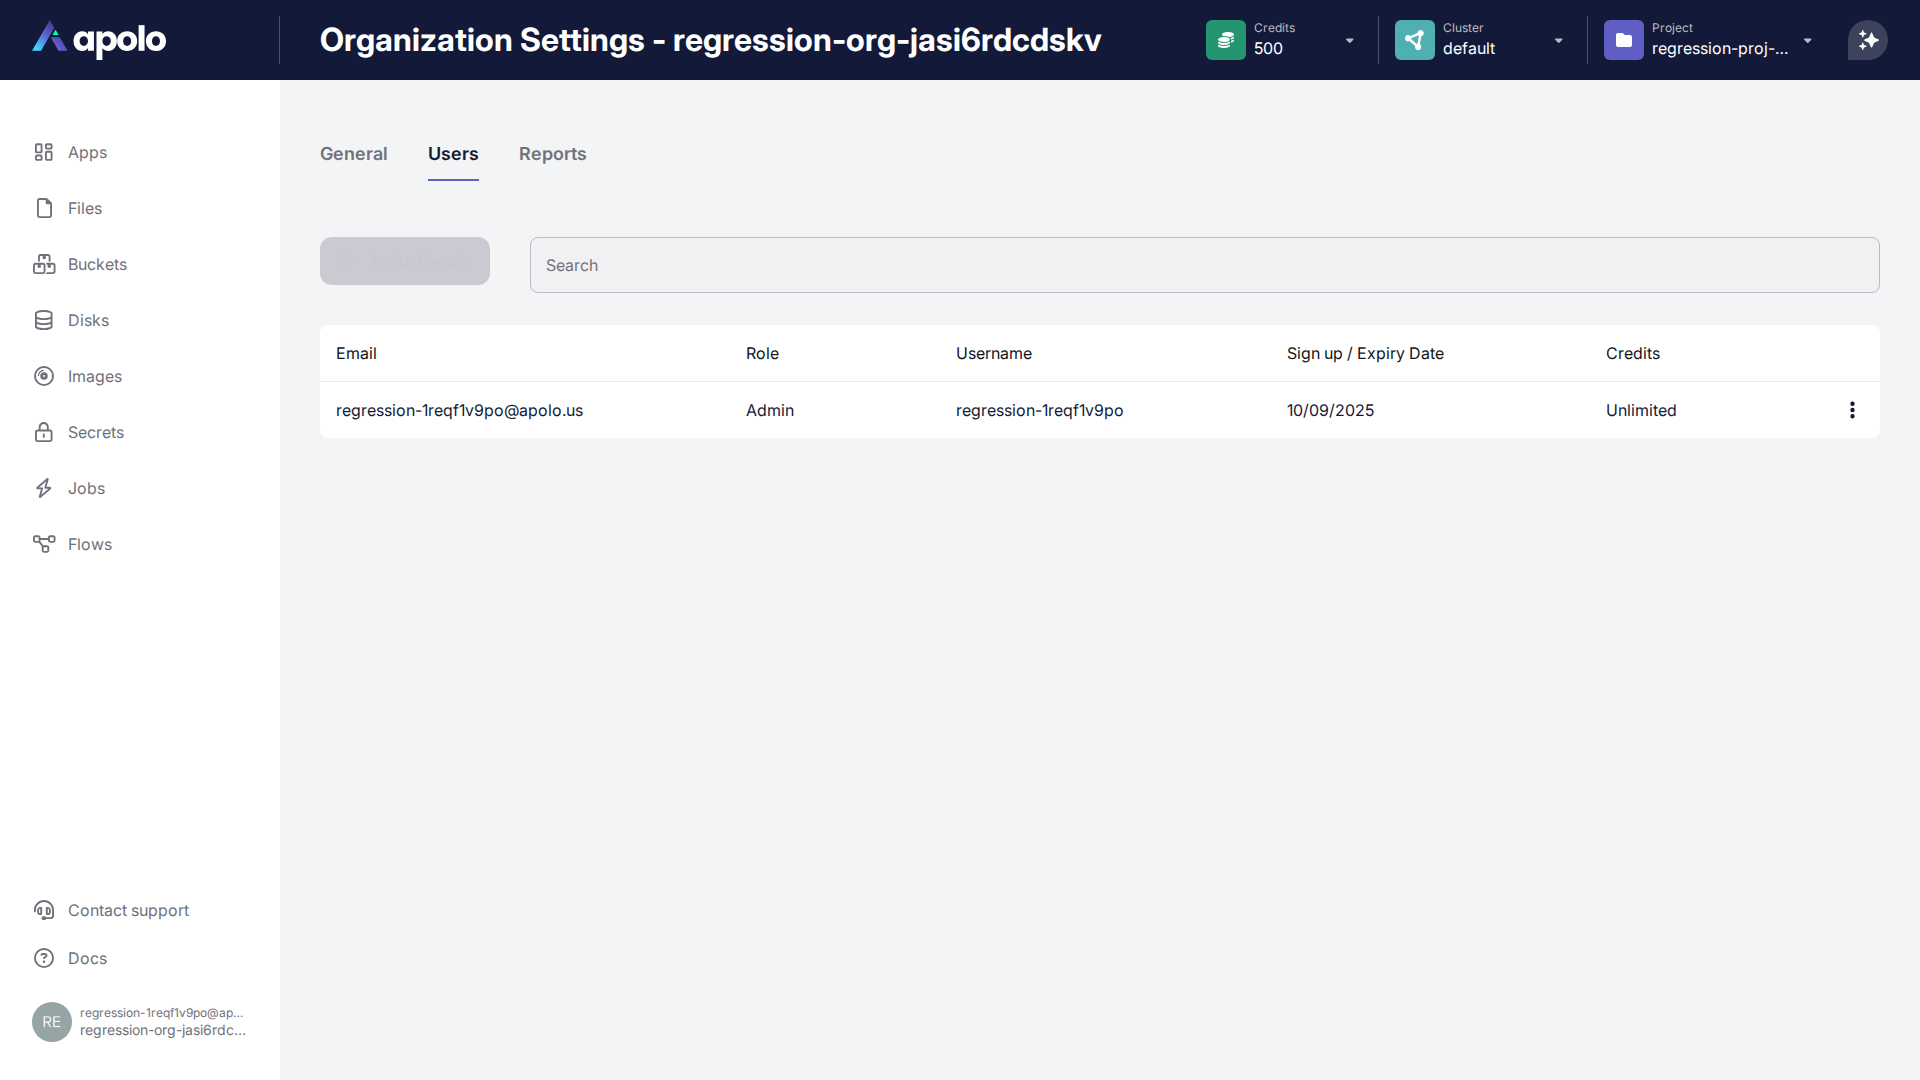 apolo
Organization Settings - regression-org-jasi6rdcdskv
Credits
500
Cluster
default
Project
regression-proj-...
Apps
Files
Buckets
Disks
Images
Secrets
Jobs
Flows
General
Users
Reports
Search
Email
Role
Username
Sign up / Expiry Date
Credits
regression-1reqf1v9po@apolo.us
Admin
regression-1reqf1v9po
10/09/2025
Unlimited
Contact support
Docs
RE
regression-1reqf1v9po@ap...
regression-org-jasi6rdc...